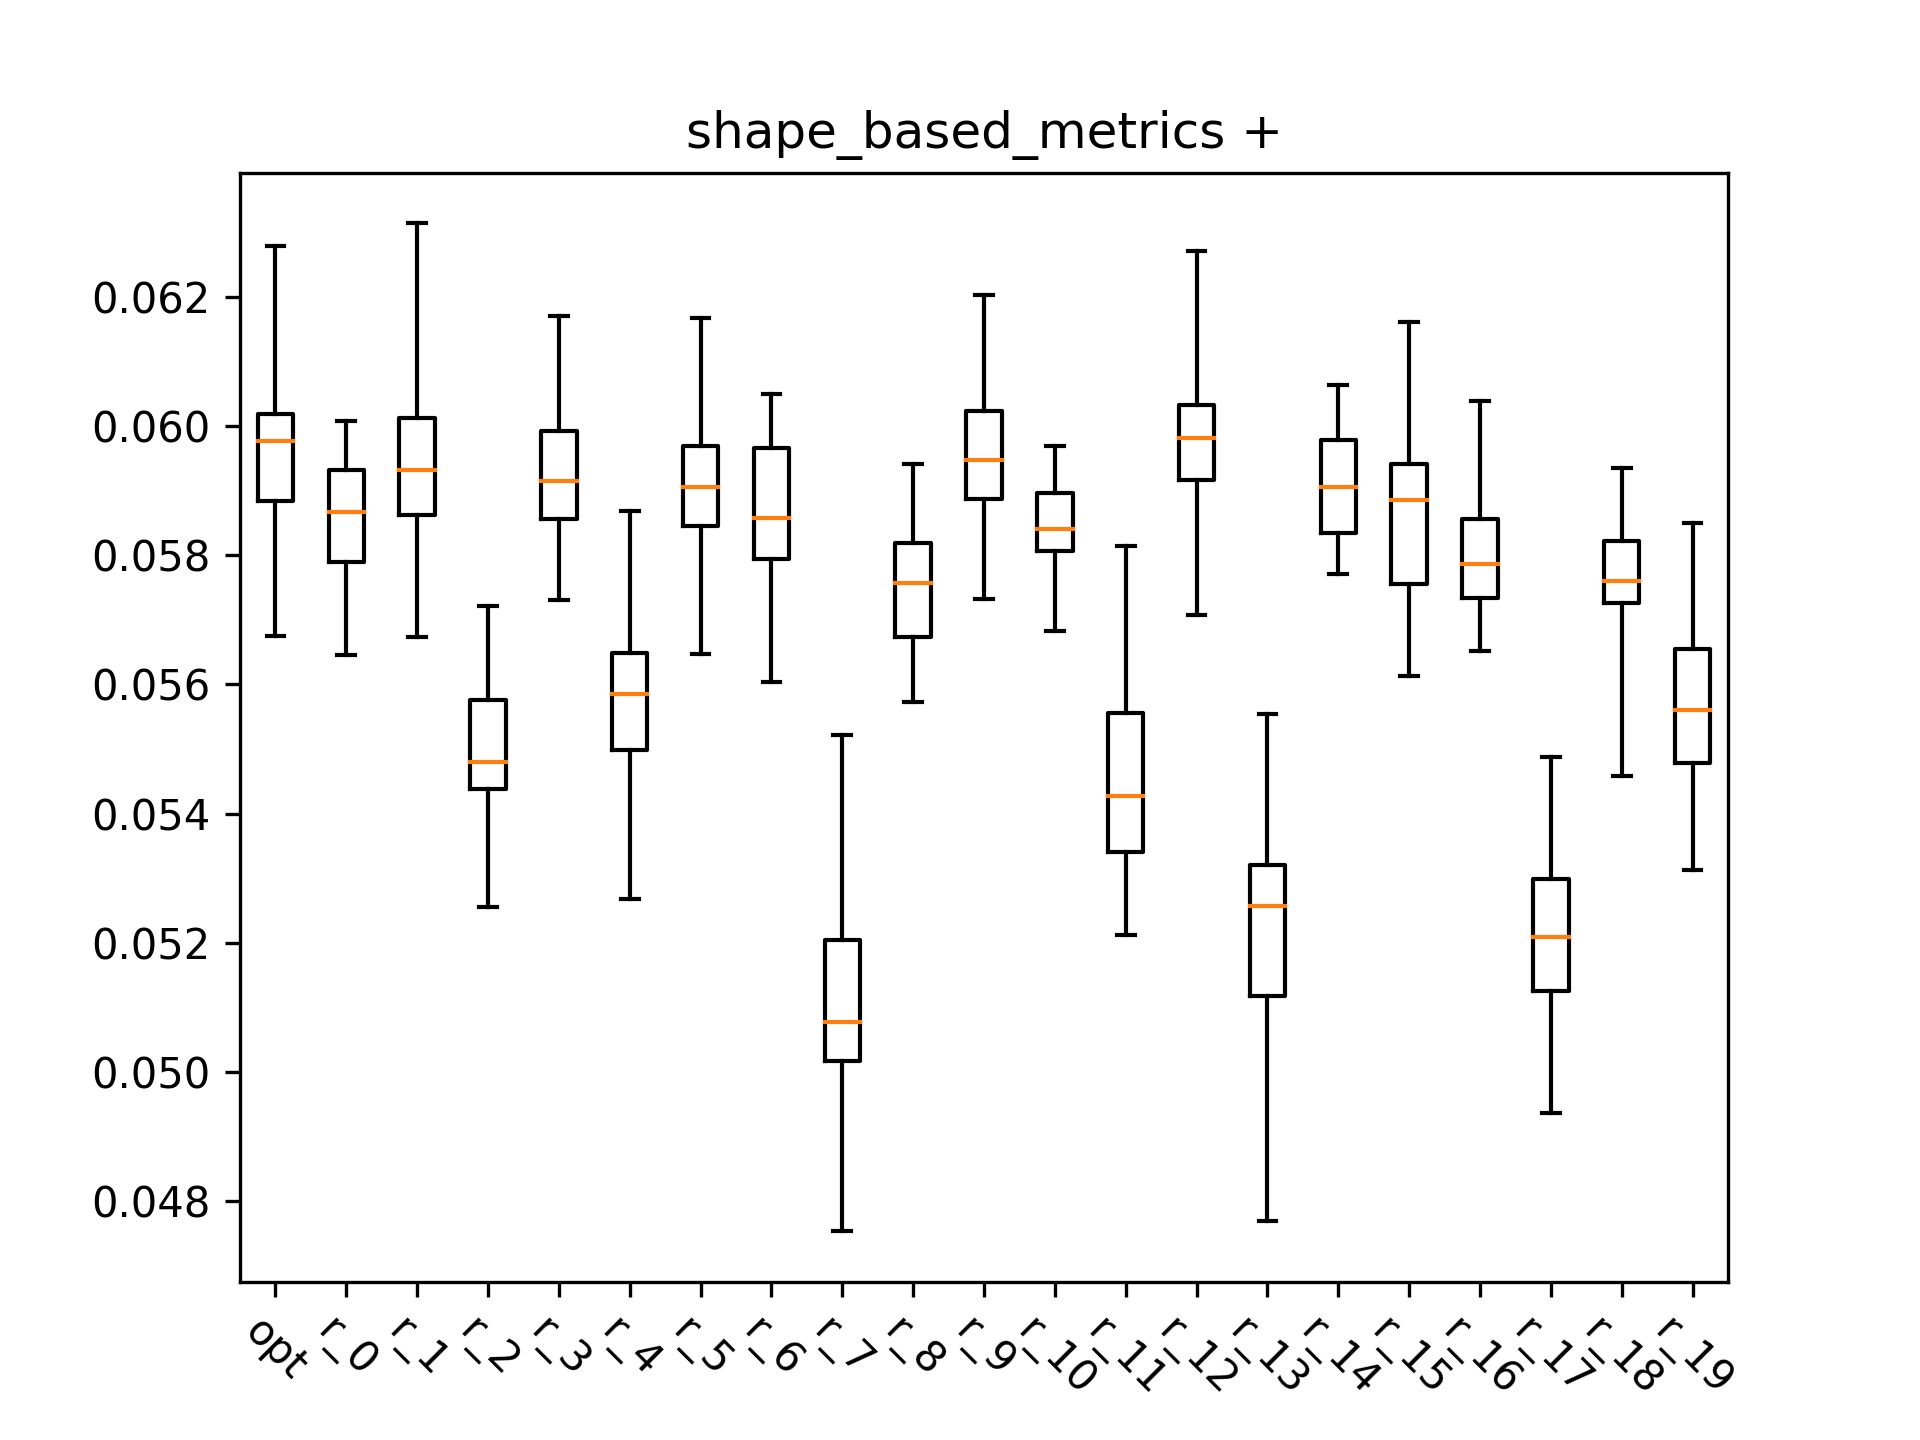 shape_based_metrics +
0.062
0.060
0.058
0.056
0.054
0.052
0.050
0.048
opt
r_0
r_1
r_2
r_3
r_4
r_5
r_6
r_7
r_8
r_9
r_10
r_11
r_12
r_13
r_14
r_15
r_16
r_17
r_18
r_19